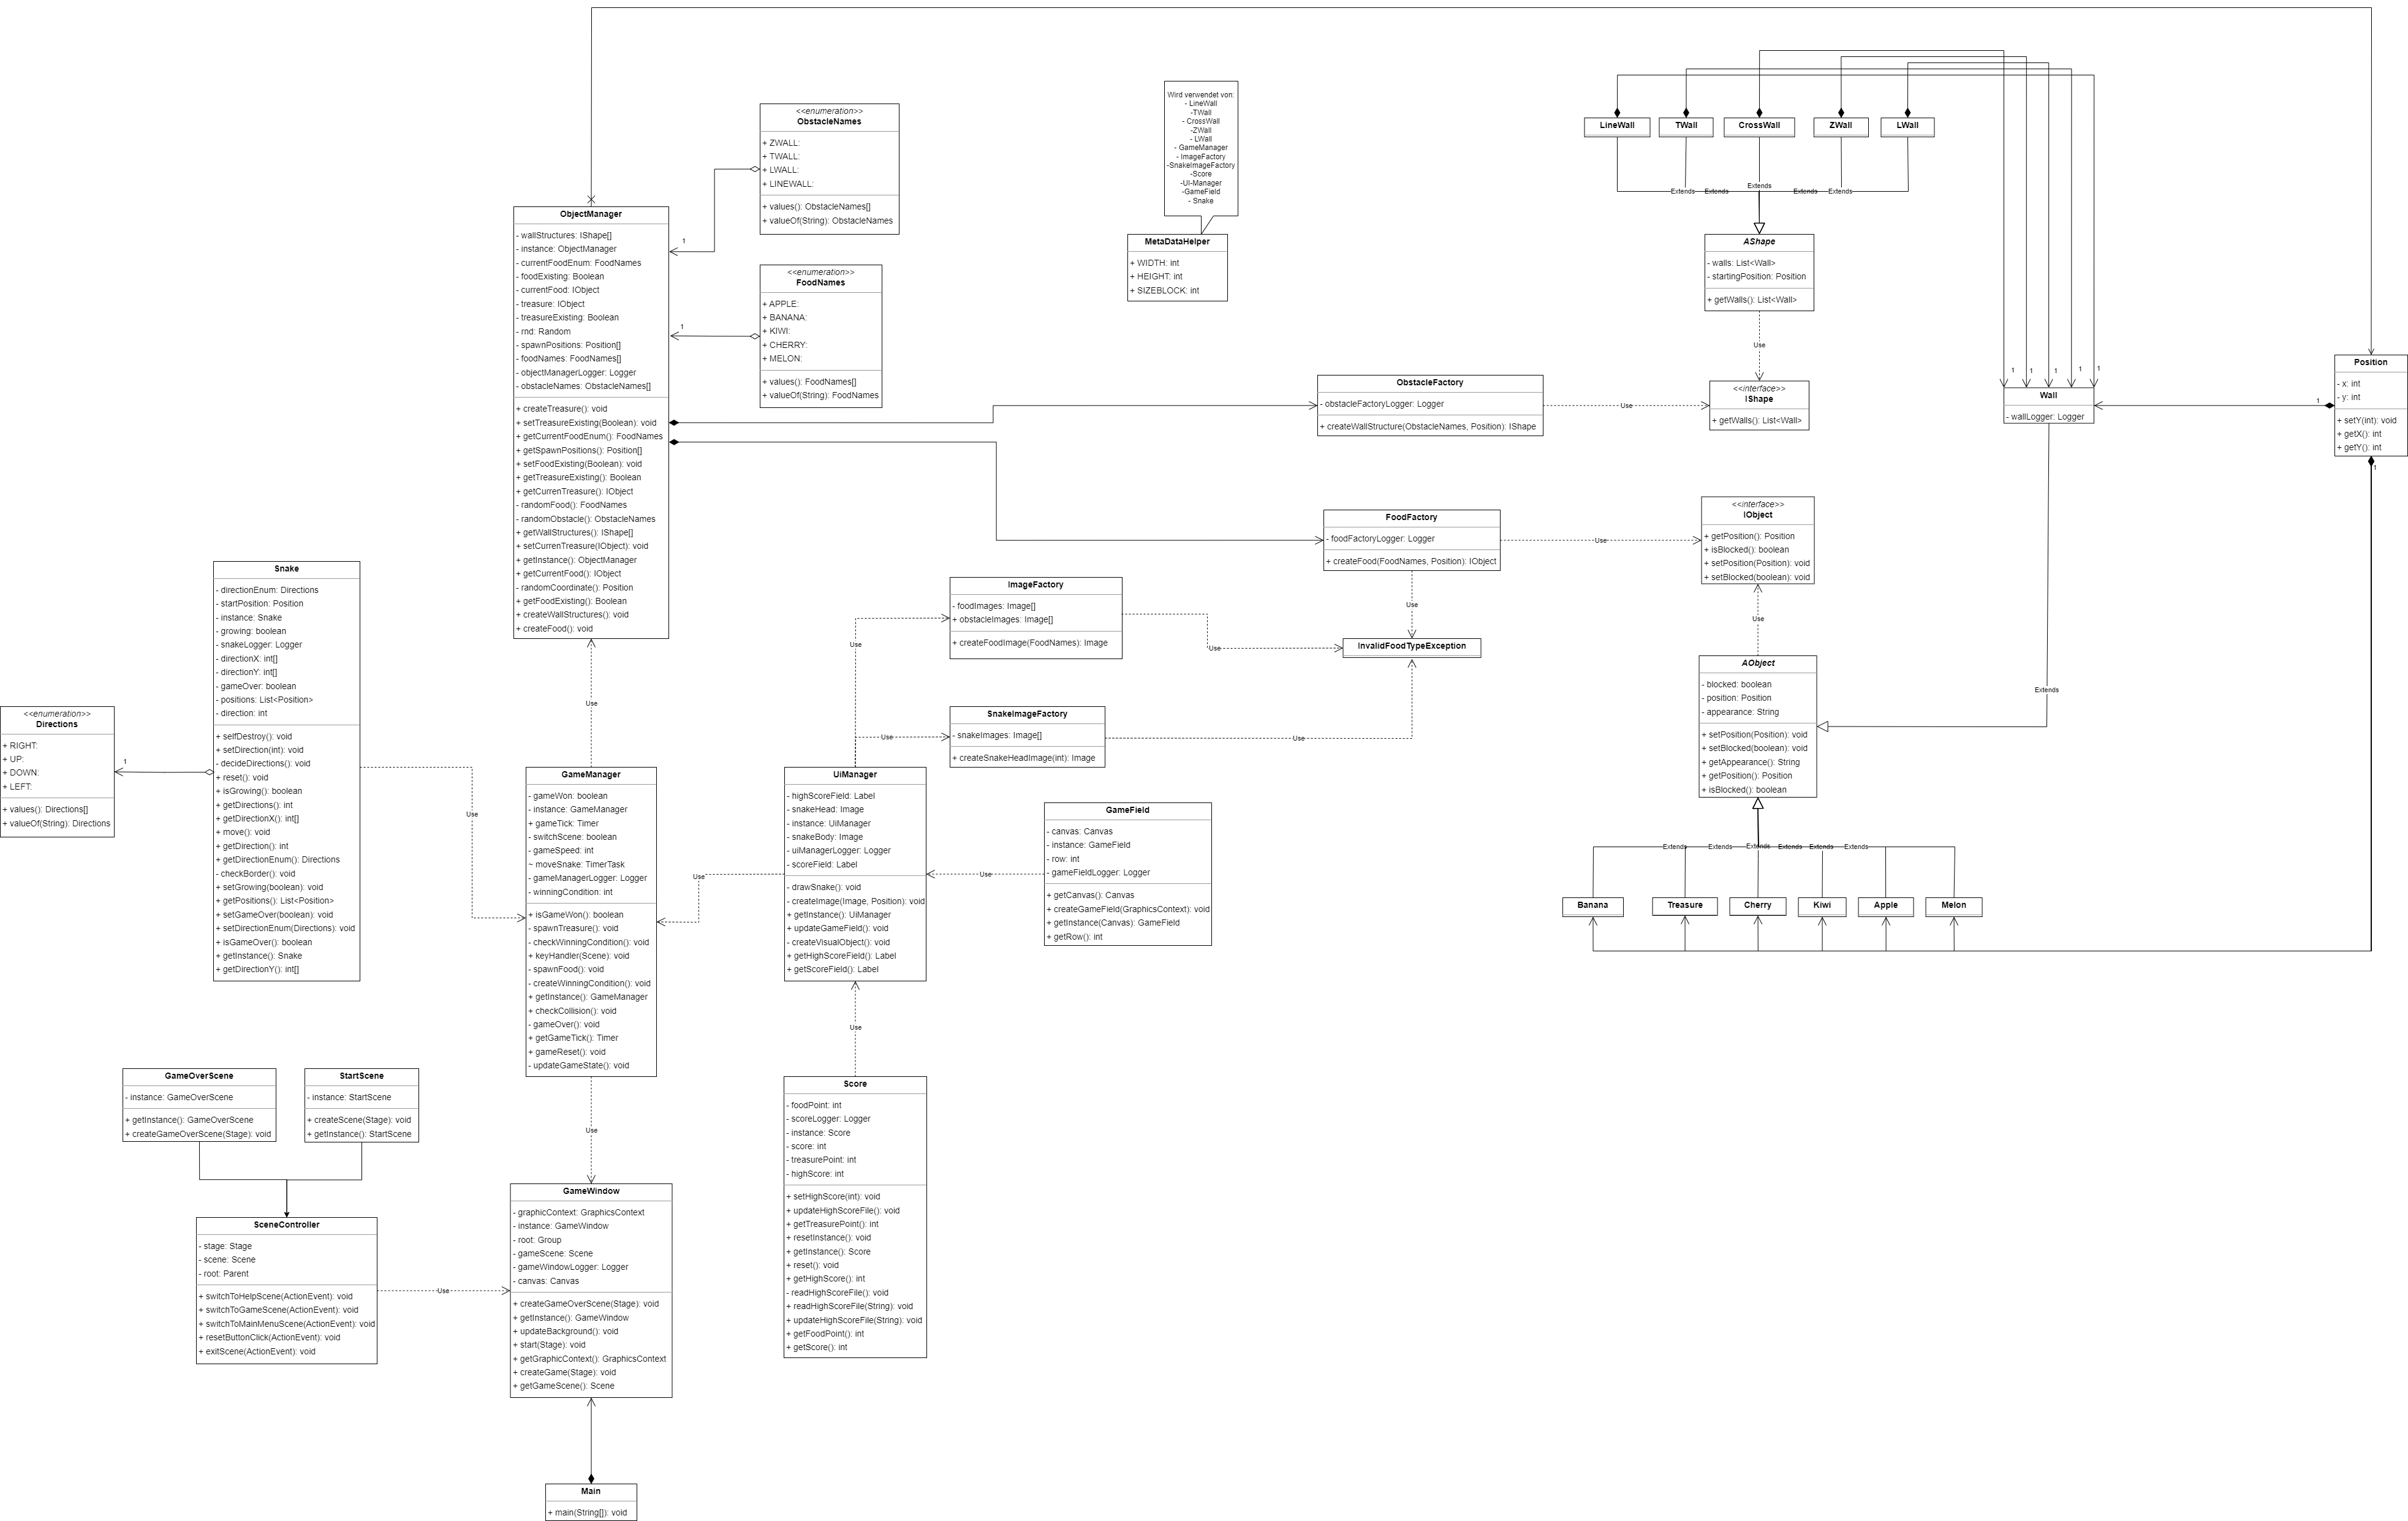 <<enumeration>>
ObstacleNames
+ ZWALL:
+ TWALL:
+ LWALL:
+ LINEWALL:
+ values(): ObstacleNames[]
+ valueOf(String): ObstacleNames
1
<<enumeration>>
FoodNames
+ APPLE:
+ BANANA:
+ KIWI:
+ CHERRY:
+ MELON:
+ values(): FoodNames[]
+ valueOf(String): FoodNames
1
ObjectManager
- wallStructures: IShape[]
- instance: ObjectManager
- currentFoodEnum: FoodNames
- foodExisting: Boolean
- currentFood: IObject
- treasure: IObject
- treasureExisting: Boolean
- rnd: Random
- spawnPositions: Position[]
- foodNames: FoodNames[]
- objectManagerLogger: Logger
- obstacleNames: ObstacleNames[]
+ createTreasure(): void
+ setTreasureExisting(Boolean): void
+ getCurrentFoodEnum(): FoodNames
+ getSpawnPositions(): Position[]
+ setFoodExisting(Boolean): void
+ getTreasureExisting(): Boolean
+ getCurrenTreasure(): IObject
- randomFood(): FoodNames
- randomObstacle(): ObstacleNames
+ getWallStructures(): IShape[]
+ setCurrenTreasure(IObject): void
+ getInstance(): ObjectManager
+ getCurrentFood(): IObject
- randomCoordinate(): Position
+ getFoodExisting(): Boolean
+ createWallStructures(): void
+ createFood(): void
Wird verwendet von:
- LineWall
-TWall
- CrossWall
-ZWall
- LWall
- GameManager
- ImageFactory
-SnakeImageFactory
-Score
-UI-Manager
-GameField
- Snake
MetaDataHelper
+ WIDTH: int
+ HEIGHT: int
+ SIZEBLOCK: int
LineWall
TWall
CrossWall
ZWall
LWall
Extends
Extends
Extends
Extends
Extends
AShape
- walls: List<Wall>
- startingPosition: Position
+ getWalls(): List<Wall>
Use
<<interface>>
IShape
+ getWalls(): List<Wall>
ObstacleFactory
- obstacleFactoryLogger: Logger
+ createWallStructure(ObstacleNames, Position): IShape
Use
1
1
1
1
1
Wall
- wallLogger: Logger
1
Position
- x: int
- y: int
+ setY(int): void
+ getX(): int
+ getY(): int
1
FoodFactory
- foodFactoryLogger: Logger
+ createFood(FoodNames, Position): IObject
Use
Use
<<interface>>
IObject
+ getPosition(): Position
+ isBlocked(): boolean
+ setPosition(Position): void
+ setBlocked(boolean): void
Use
InvalidFoodTypeException
ImageFactory
- foodImages: Image[]
+ obstacleImages: Image[]
+ createFoodImage(FoodNames): Image
Use
Use
SnakeImageFactory
- snakeImages: Image[]
+ createSnakeHeadImage(int): Image
Use
Use
AObject
- blocked: boolean
- position: Position
- appearance: String
+ setPosition(Position): void
+ setBlocked(boolean): void
+ getAppearance(): String
+ getPosition(): Position
+ isBlocked(): boolean
Extends
Extends
Extends
Extends
Extends
Extends
Extends
Banana
Treasure
Cherry
Kiwi
Apple
Melon
<<enumeration>>
Directions
+ RIGHT:
+ UP:
+ DOWN:
+ LEFT:
+ values(): Directions[]
+ valueOf(String): Directions
1
Snake
- directionEnum: Directions
- startPosition: Position
- instance: Snake
- growing: boolean
- snakeLogger: Logger
- directionX: int[]
- directionY: int[]
- gameOver: boolean
- positions: List<Position>
- direction: int
+ selfDestroy(): void
+ setDirection(int): void
- decideDirections(): void
+ reset(): void
+ isGrowing(): boolean
+ getDirections(): int
+ getDirectionX(): int[]
+ move(): void
+ getDirection(): int
+ getDirectionEnum(): Directions
- checkBorder(): void
+ setGrowing(boolean): void
+ getPositions(): List<Position>
+ setGameOver(boolean): void
+ setDirectionEnum(Directions): void
+ isGameOver(): boolean
+ getInstance(): Snake
+ getDirectionY(): int[]
Use
Use
GameManager
- gameWon: boolean
- instance: GameManager
+ gameTick: Timer
- switchScene: boolean
- gameSpeed: int
~ moveSnake: TimerTask
- gameManagerLogger: Logger
- winningCondition: int
+ isGameWon(): boolean
- spawnTreasure(): void
- checkWinningCondition(): void
+ keyHandler(Scene): void
- spawnFood(): void
- createWinningCondition(): void
+ getInstance(): GameManager
+ checkCollision(): void
- gameOver(): void
+ getGameTick(): Timer
+ gameReset(): void
- updateGameState(): void
Use
UiManager
- highScoreField: Label
- snakeHead: Image
- instance: UiManager
- snakeBody: Image
- uiManagerLogger: Logger
- scoreField: Label
- drawSnake(): void
- createImage(Image, Position): void
+ getInstance(): UiManager
+ updateGameField(): void
- createVisualObject(): void
+ getHighScoreField(): Label
+ getScoreField(): Label
Use
GameField
- canvas: Canvas
- instance: GameField
- row: int
- gameFieldLogger: Logger
+ getCanvas(): Canvas
+ createGameField(GraphicsContext): void
+ getInstance(Canvas): GameField
+ getRow(): int
Use
Score
- foodPoint: int
- scoreLogger: Logger
- instance: Score
- score: int
- treasurePoint: int
- highScore: int
+ setHighScore(int): void
+ updateHighScoreFile(): void
+ getTreasurePoint(): int
+ resetInstance(): void
+ getInstance(): Score
+ reset(): void
+ getHighScore(): int
- readHighScoreFile(): void
+ readHighScoreFile(String): void
+ updateHighScoreFile(String): void
+ getFoodPoint(): int
+ getScore(): int
Use
GameOverScene
- instance: GameOverScene
+ getInstance(): GameOverScene
+ createGameOverScene(Stage): void
StartScene
- instance: StartScene
+ createScene(Stage): void
+ getInstance(): StartScene
SceneController
- stage: Stage
- scene: Scene
- root: Parent
+ switchToHelpScene(ActionEvent): void
+ switchToGameScene(ActionEvent): void
+ switchToMainMenuScene(ActionEvent): void
+ resetButtonClick(ActionEvent): void
+ exitScene(ActionEvent): void
Use
GameWindow
- graphicContext: GraphicsContext
- instance: GameWindow
- root: Group
- gameScene: Scene
- gameWindowLogger: Logger
- canvas: Canvas
+ createGameOverScene(Stage): void
+ getInstance(): GameWindow
+ updateBackground(): void
+ start(Stage): void
+ getGraphicContext(): GraphicsContext
+ createGame(Stage): void
+ getGameScene(): Scene
Main
+ main(String[]): void